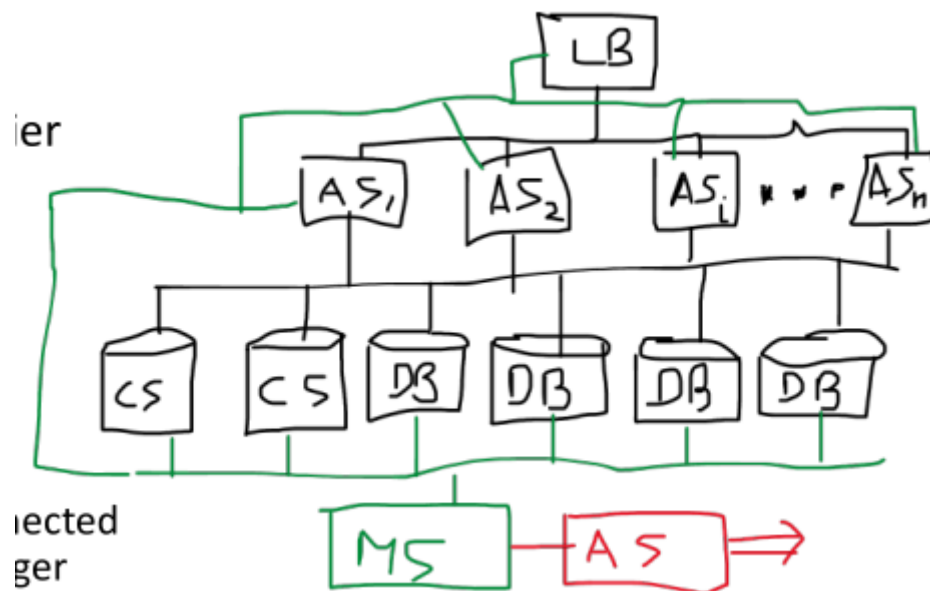 LB
ier
AS1 AS2 ASi ASn
CS CS DB DB DB DB
nected
ger
MS AS